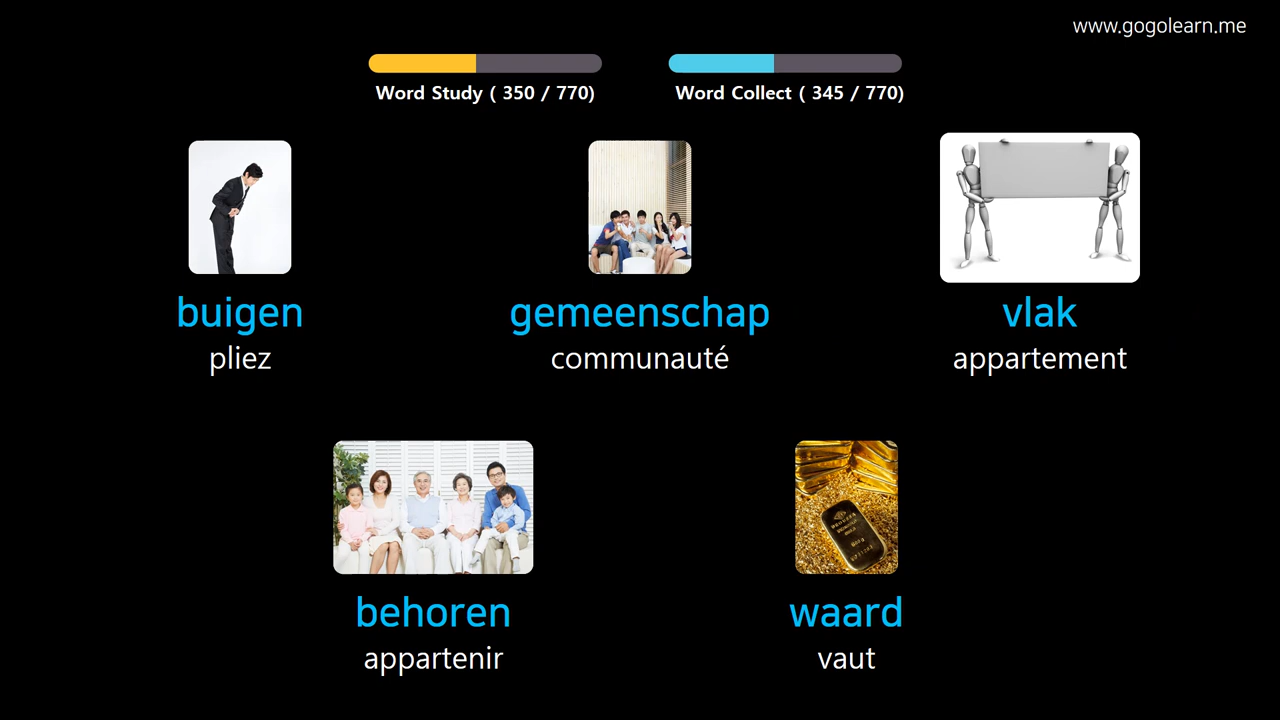 www.gogolearn.me
Word Study ( 350 / 770)
Word Collect ( 345 / 770)
buigen
pliez
gemeenschap
communauté
vlak
appartement
behoren
appartenir
waard
vaut